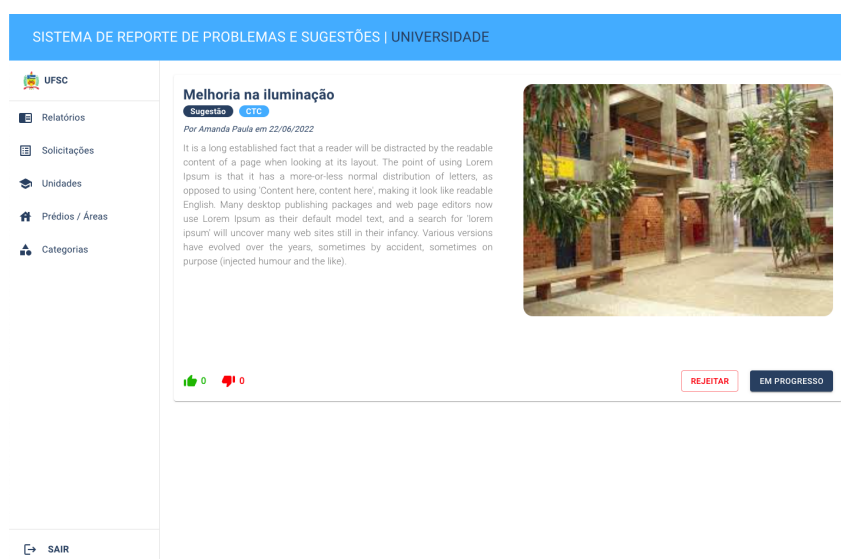 SISTEMA DE REPORTE DE PROBLEMAS E SUGESTÕES | UNIVERSIDADE
UFSC
Relatórios
Solicitações
Unidades
Prédios / Áreas
Categorias
SAIR
Melhoria na iluminação
Sugestão CTC
Por Amanda Paula em 22/06/2022
It is a long established fact that a reader will be distracted by the readable
content of a page when looking at its layout. The point of using Lorem
Ipsum is that it has a more-or-less normal distribution of letters, as
opposed to using 'Content here, content here', making it look like readable
English. Many desktop publishing packages and web page editors now
use Lorem Ipsum as their default model text, and a search for 'lorem
ipsum' will uncover many web sites still in their infancy. Various versions
have evolved over the years, sometimes by accident, sometimes on
purpose (injected humour and the like).
0 0
REJEITAR EM PROGRESSO